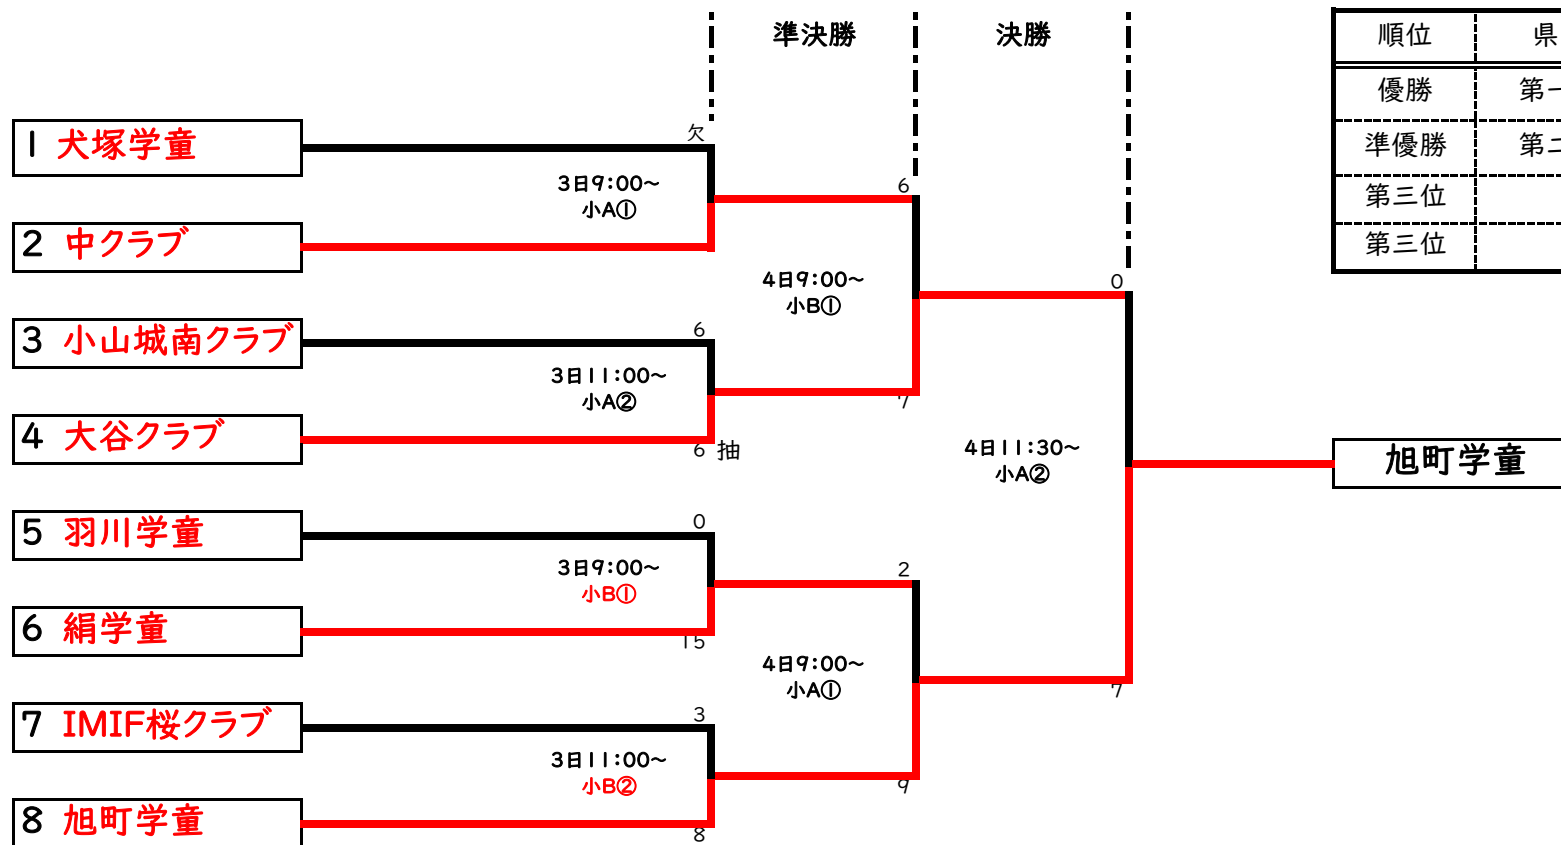 準決勝
決勝
順位
県
優勝
第一
準優勝
第二
第三位
第三位
1 犬塚学童
欠
3日9:00～
小A①
6
2 中クラブ
4日9:00～
小B①
0
3 小山城南クラブ
6
3日11:00～
小A②
7
4 大谷クラブ
6 抽
4日11:30～
小A②
旭町学童
5 羽川学童
0
3日9:00～
小B①
2
6 絹学童
15
4日9:00～
小A①
7
7 IMIF桜クラブ
3
3日11:00～
小B②
9
8 旭町学童
8